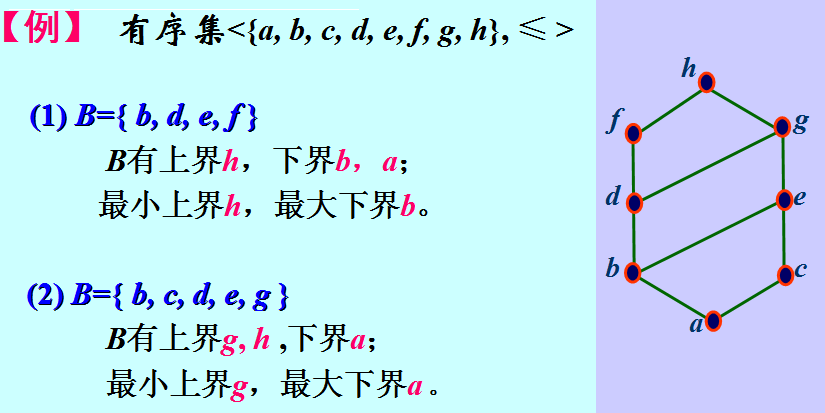 【例】 有序集<{a, b, c, d, e, f, g, h}, ≤ >
(1) B={ b, d, e, f }
B有上界h，下界b，a；
最小上界h，最大下界b。
(2) B={ b, c, d, e, g }
B有上界g, h ,下界a；
最小上界g，最大下界a 。
h
f
g
d
e
b
c
a